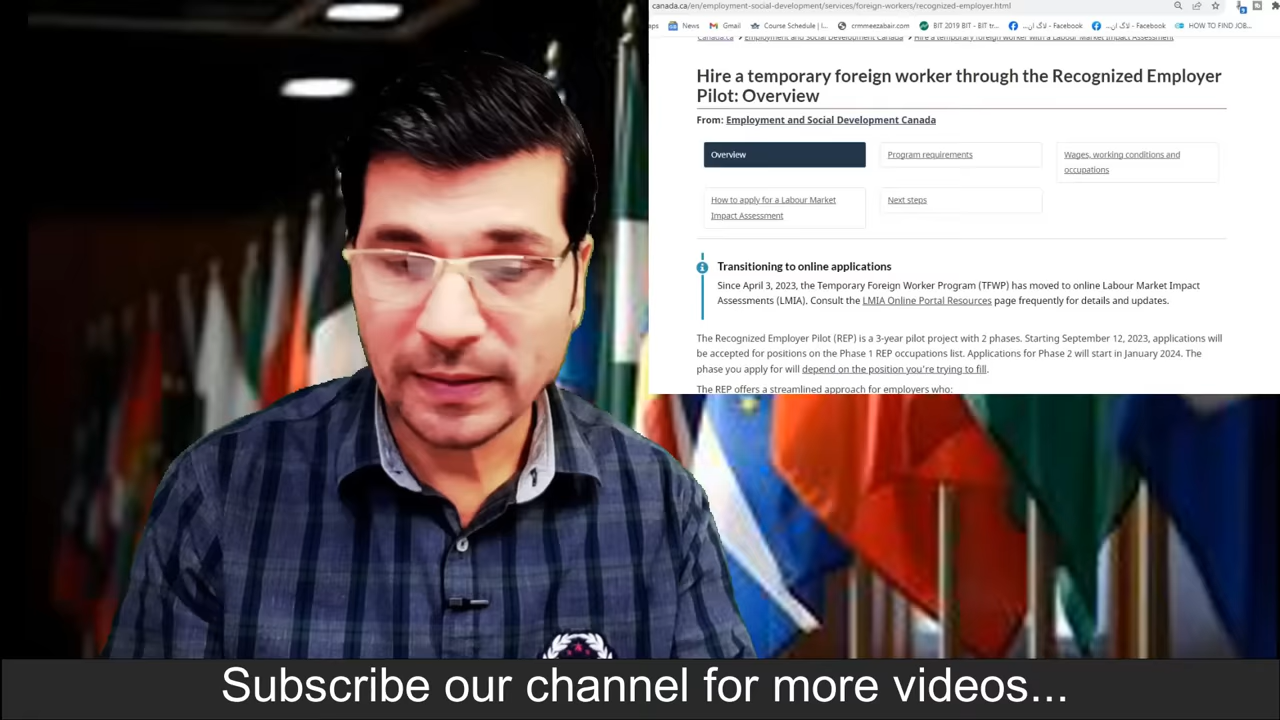 canada.ca/en/employment-social-development/services/foreign-workers/recognized-employer.html
aps News Gmail Course Schedule | I... crmmeezabair.com BIT 2019 BIT - BIT tr... لاگ ان... - Facebook لاگ ان... - Facebook HOW TO FIND JOB...
Canada.ca Employment and Social Development Canada Hire a temporary foreign worker with a Labour Market Impact Assessment
Hire a temporary foreign worker through the Recognized Employer
Pilot: Overview
From: Employment and Social Development Canada
Overview Program requirements Wages, working conditions and
occupations
How to apply for a Labour Market Next steps
Impact Assessment
Transitioning to online applications
Since April 3, 2023, the Temporary Foreign Worker Program (TFWP) has moved to online Labour Market Impact
Assessments (LMIA). Consult the LMIA Online Portal Resources page frequently for details and updates.
The Recognized Employer Pilot (REP) is a 3-year pilot project with 2 phases. Starting September 12, 2023, applications will
be accepted for positions on the Phase 1 REP occupations list. Applications for Phase 2 will start in January 2024. The
phase you apply for will depend on the position you're trying to fill.
The REP offers a streamlined approach for employers who:
Subscribe our channel for more videos...